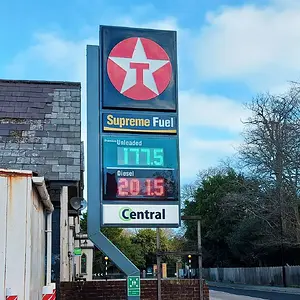 T
Supreme Fuel
Unleaded
177.5
Diesel
201.5
Central